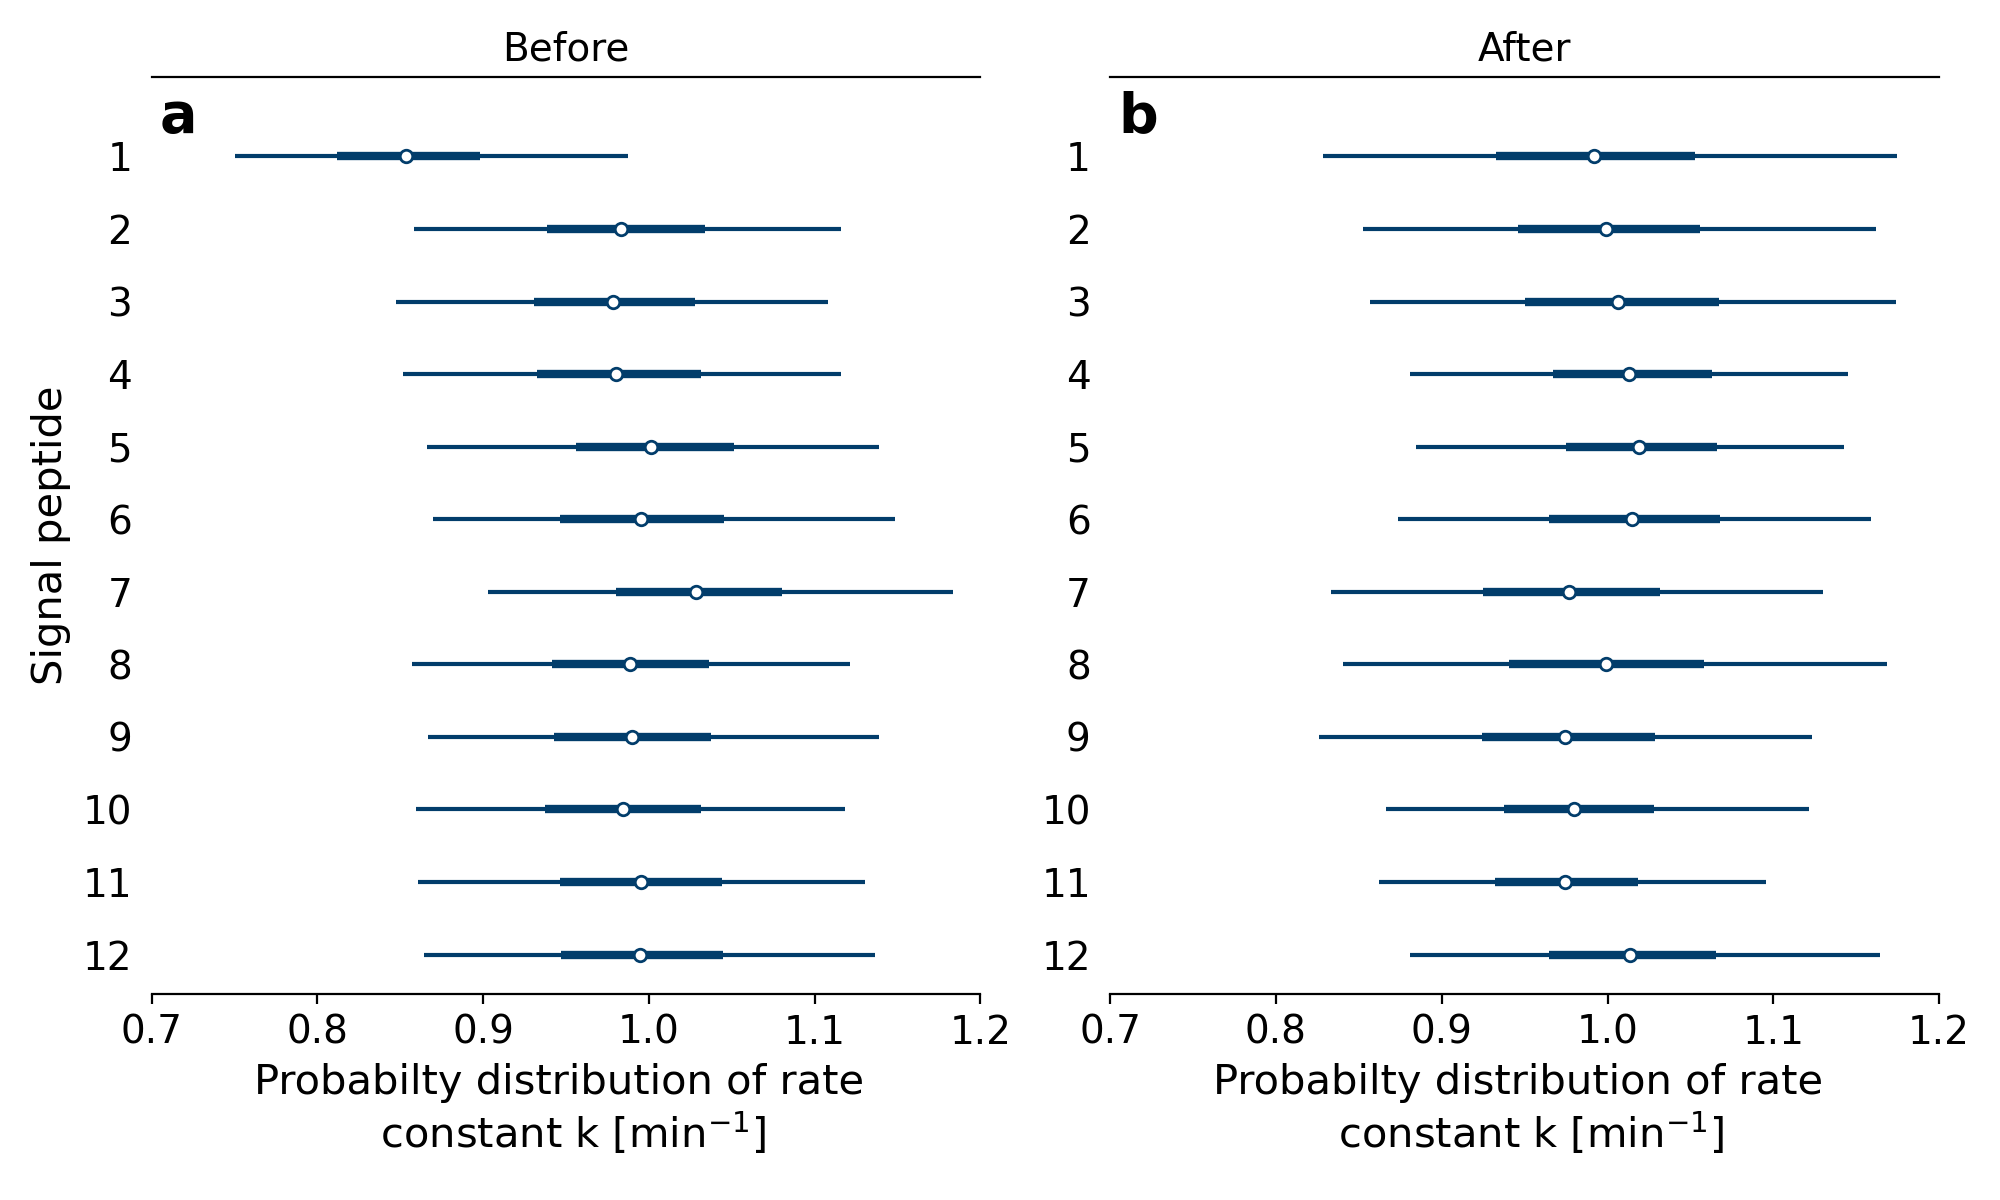 Before
a
1
2
3
4
5
6
7
8
9
10
11
12
Signal peptide
0.7 0.8 0.9 1.0 1.1 1.2
Probabilty distribution of rate
constant k [min⁻¹]
After
b
1
2
3
4
5
6
7
8
9
10
11
12
0.7 0.8 0.9 1.0 1.1 1.2
Probabilty distribution of rate
constant k [min⁻¹]